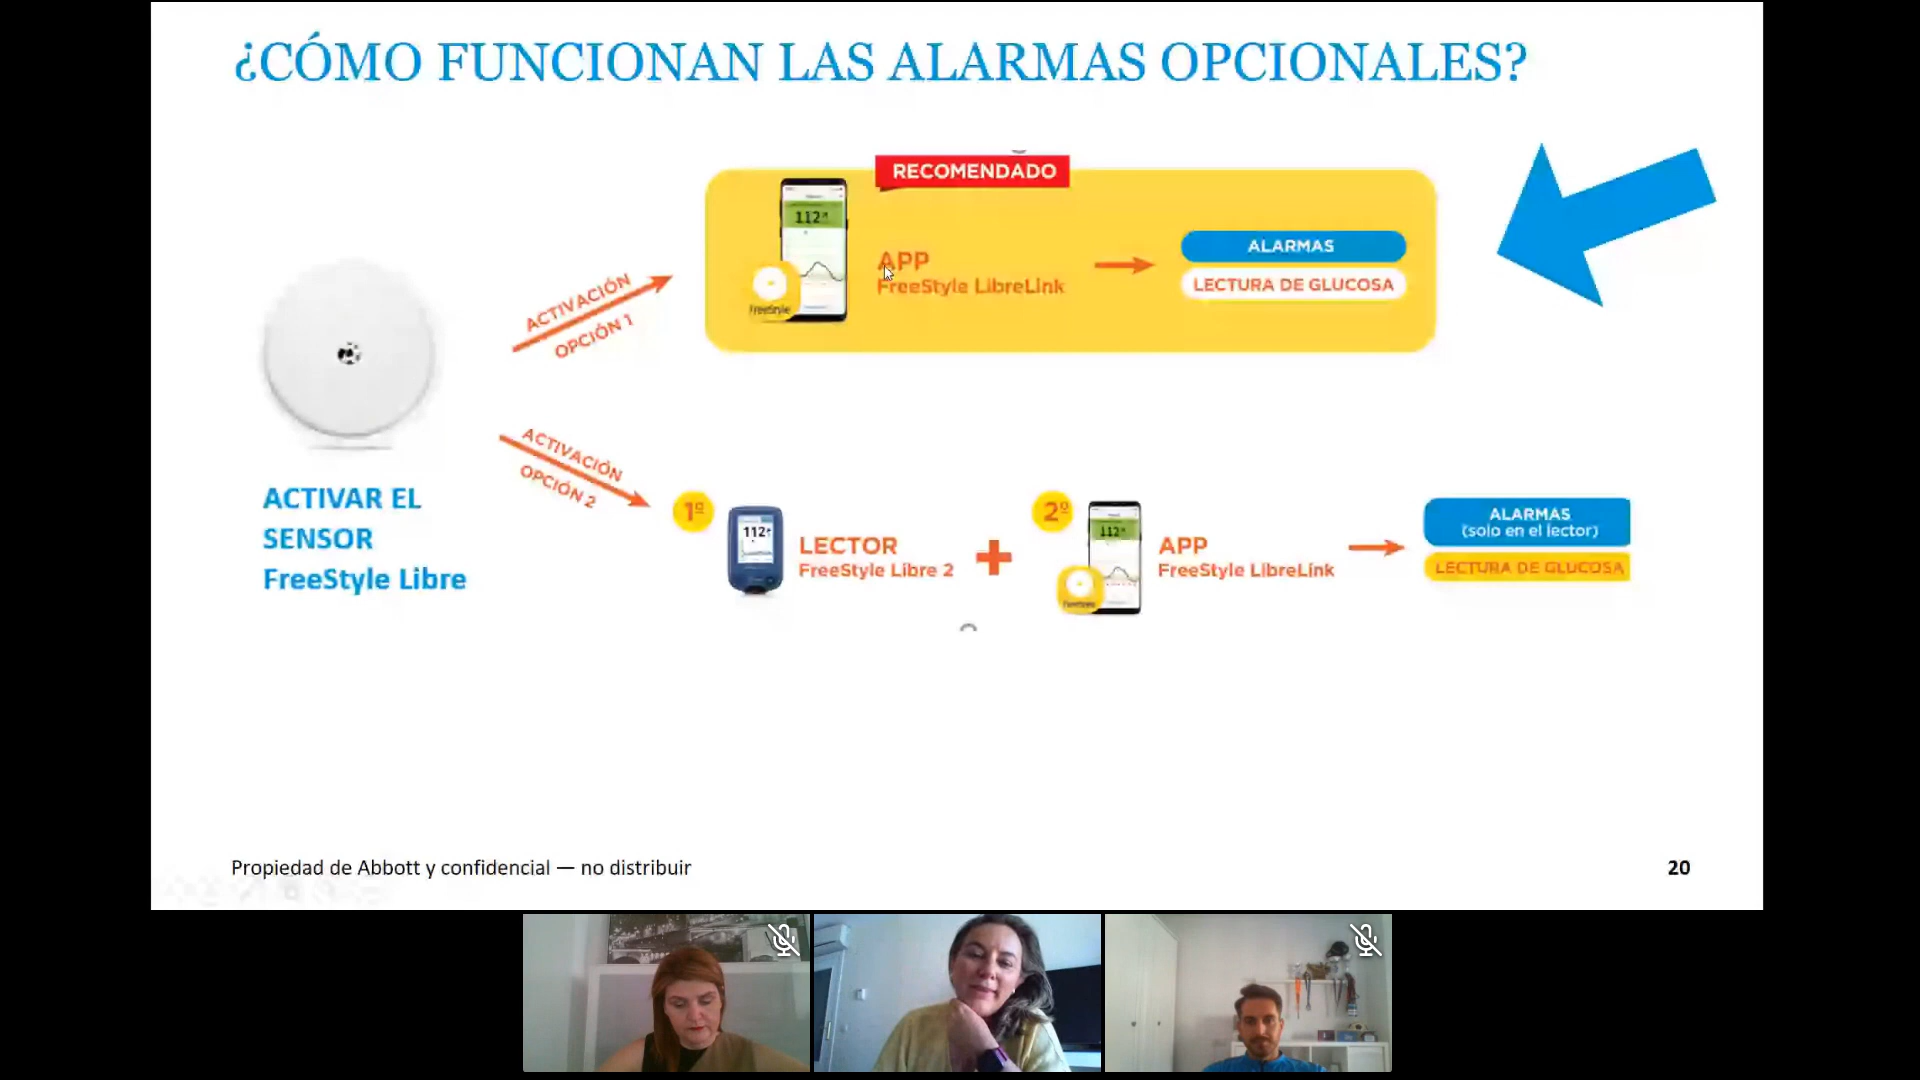 ¿CÓMO FUNCIONAN LAS ALARMAS OPCIONALES?
RECOMENDADO
112
FreeStyle
APP
FreeStyle LibreLink
ALARMAS
LECTURA DE GLUCOSA
ACTIVACIÓN
OPCIÓN 1
ACTIVACIÓN
OPCIÓN 2
ACTIVAR EL
SENSOR
FreeStyle Libre
1º
112
LECTOR
FreeStyle Libre 2
+
2º
112
APP
FreeStyle LibreLink
ALARMAS
(solo en el lector)
LECTURA DE GLUCOSA
Propiedad de Abbott y confidencial — no distribuir
20